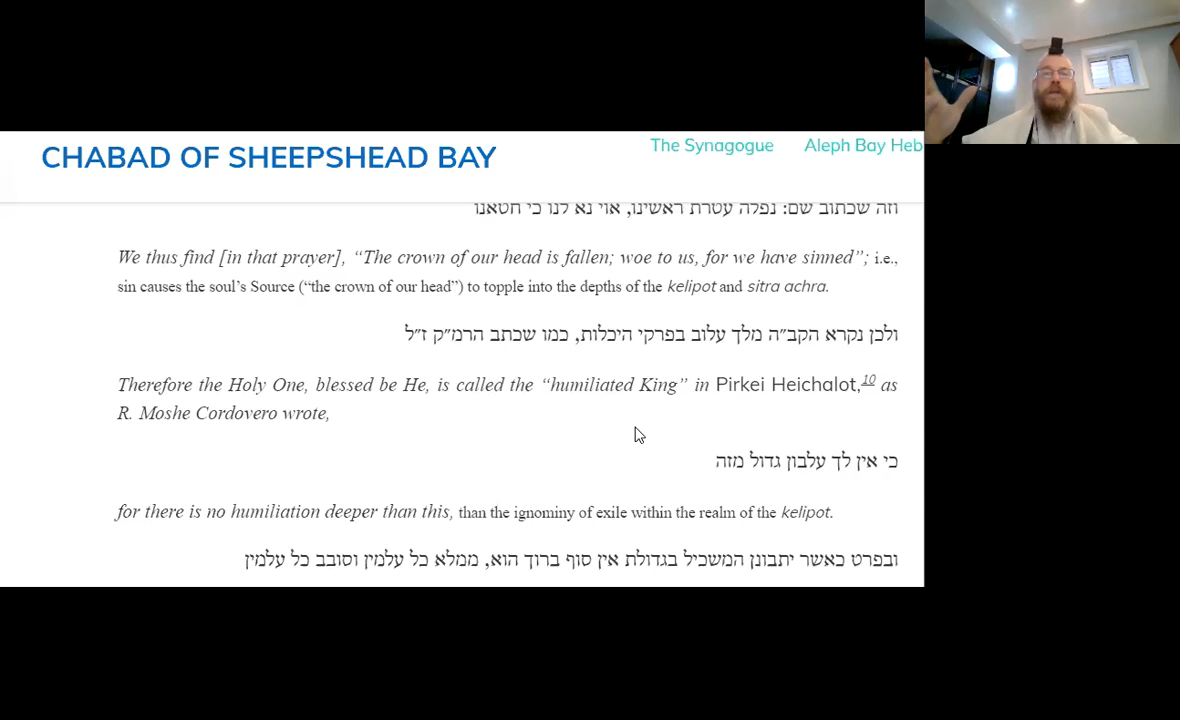 CHABAD OF SHEEPSHEAD BAY
The Synagogue Aleph Bay Heb
וזה שכתוב שם: נפלה עטרת ראשינו, אוי נא לנו כי חטאנו
We thus find [in that prayer], “The crown of our head is fallen; woe to us, for we have sinned”; i.e.,
sin causes the soul’s Source (“the crown of our head”) to topple into the depths of the kelipot and sitra achra.
ולכן נקרא הקב״ה מלך עלוב בפרקי היכלות, כמו שכתב הרמ״ק ז״ל
Therefore the Holy One, blessed be He, is called the “humiliated King” in Pirkei Heichalot,10 as
R. Moshe Cordovero wrote,
כי אין לך עלבון גדול מזה
for there is no humiliation deeper than this, than the ignominy of exile within the realm of the kelipot.
ובפרט כאשר יתבונן המשכיל בגדולת אין סוף ברוך הוא, ממלא כל עלמין וסובב כל עלמין